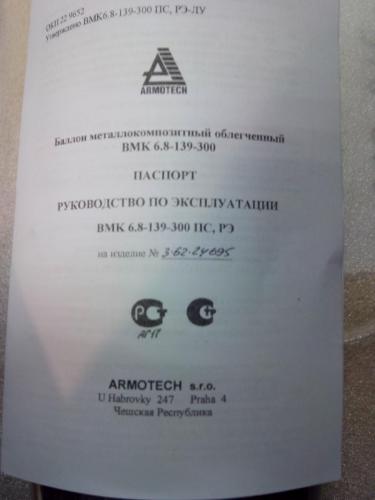 ОКП 22 9652
Утверждено ВМК6.8-139-300 ПС, РЭ-ЛУ
ARMOTECH
Баллон металлокомпозитный облегченный
ВМК 6.8-139-300
ПАСПОРТ
РУКОВОДСТВО ПО ЭКСПЛУАТАЦИИ
ВМК 6.8-139-300 ПС, РЭ
на изделие № 3-62-24095
ARMOTECH s.r.o.
U Habrovky 247 Praha 4
Чешская Республика